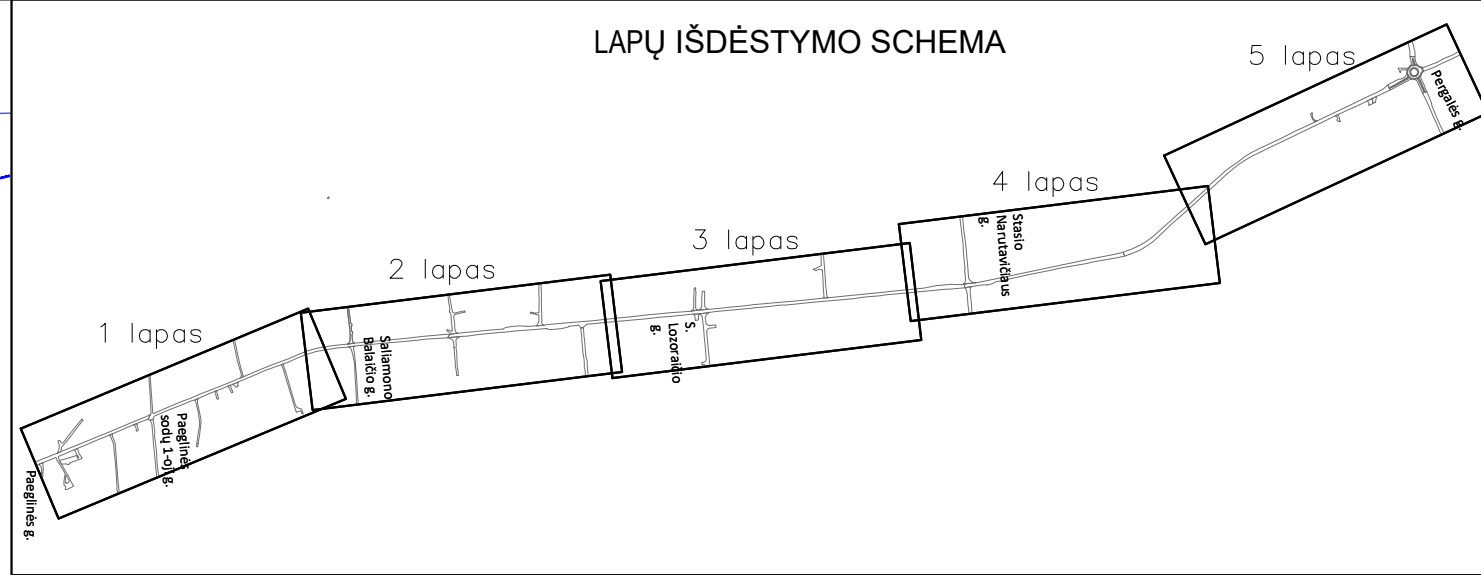 LAPŲ IŠDĖSTYMO SCHEMA
5 lapas
Pergalės g.
4 lapas
Stasio
Narutavičiaus
g.
3 lapas
S.
Lozoraičio
g.
2 lapas
Saliamono
Balaičio g.
1 lapas
Paeglinės
sodų 1-oji g.
Paeglinės g.